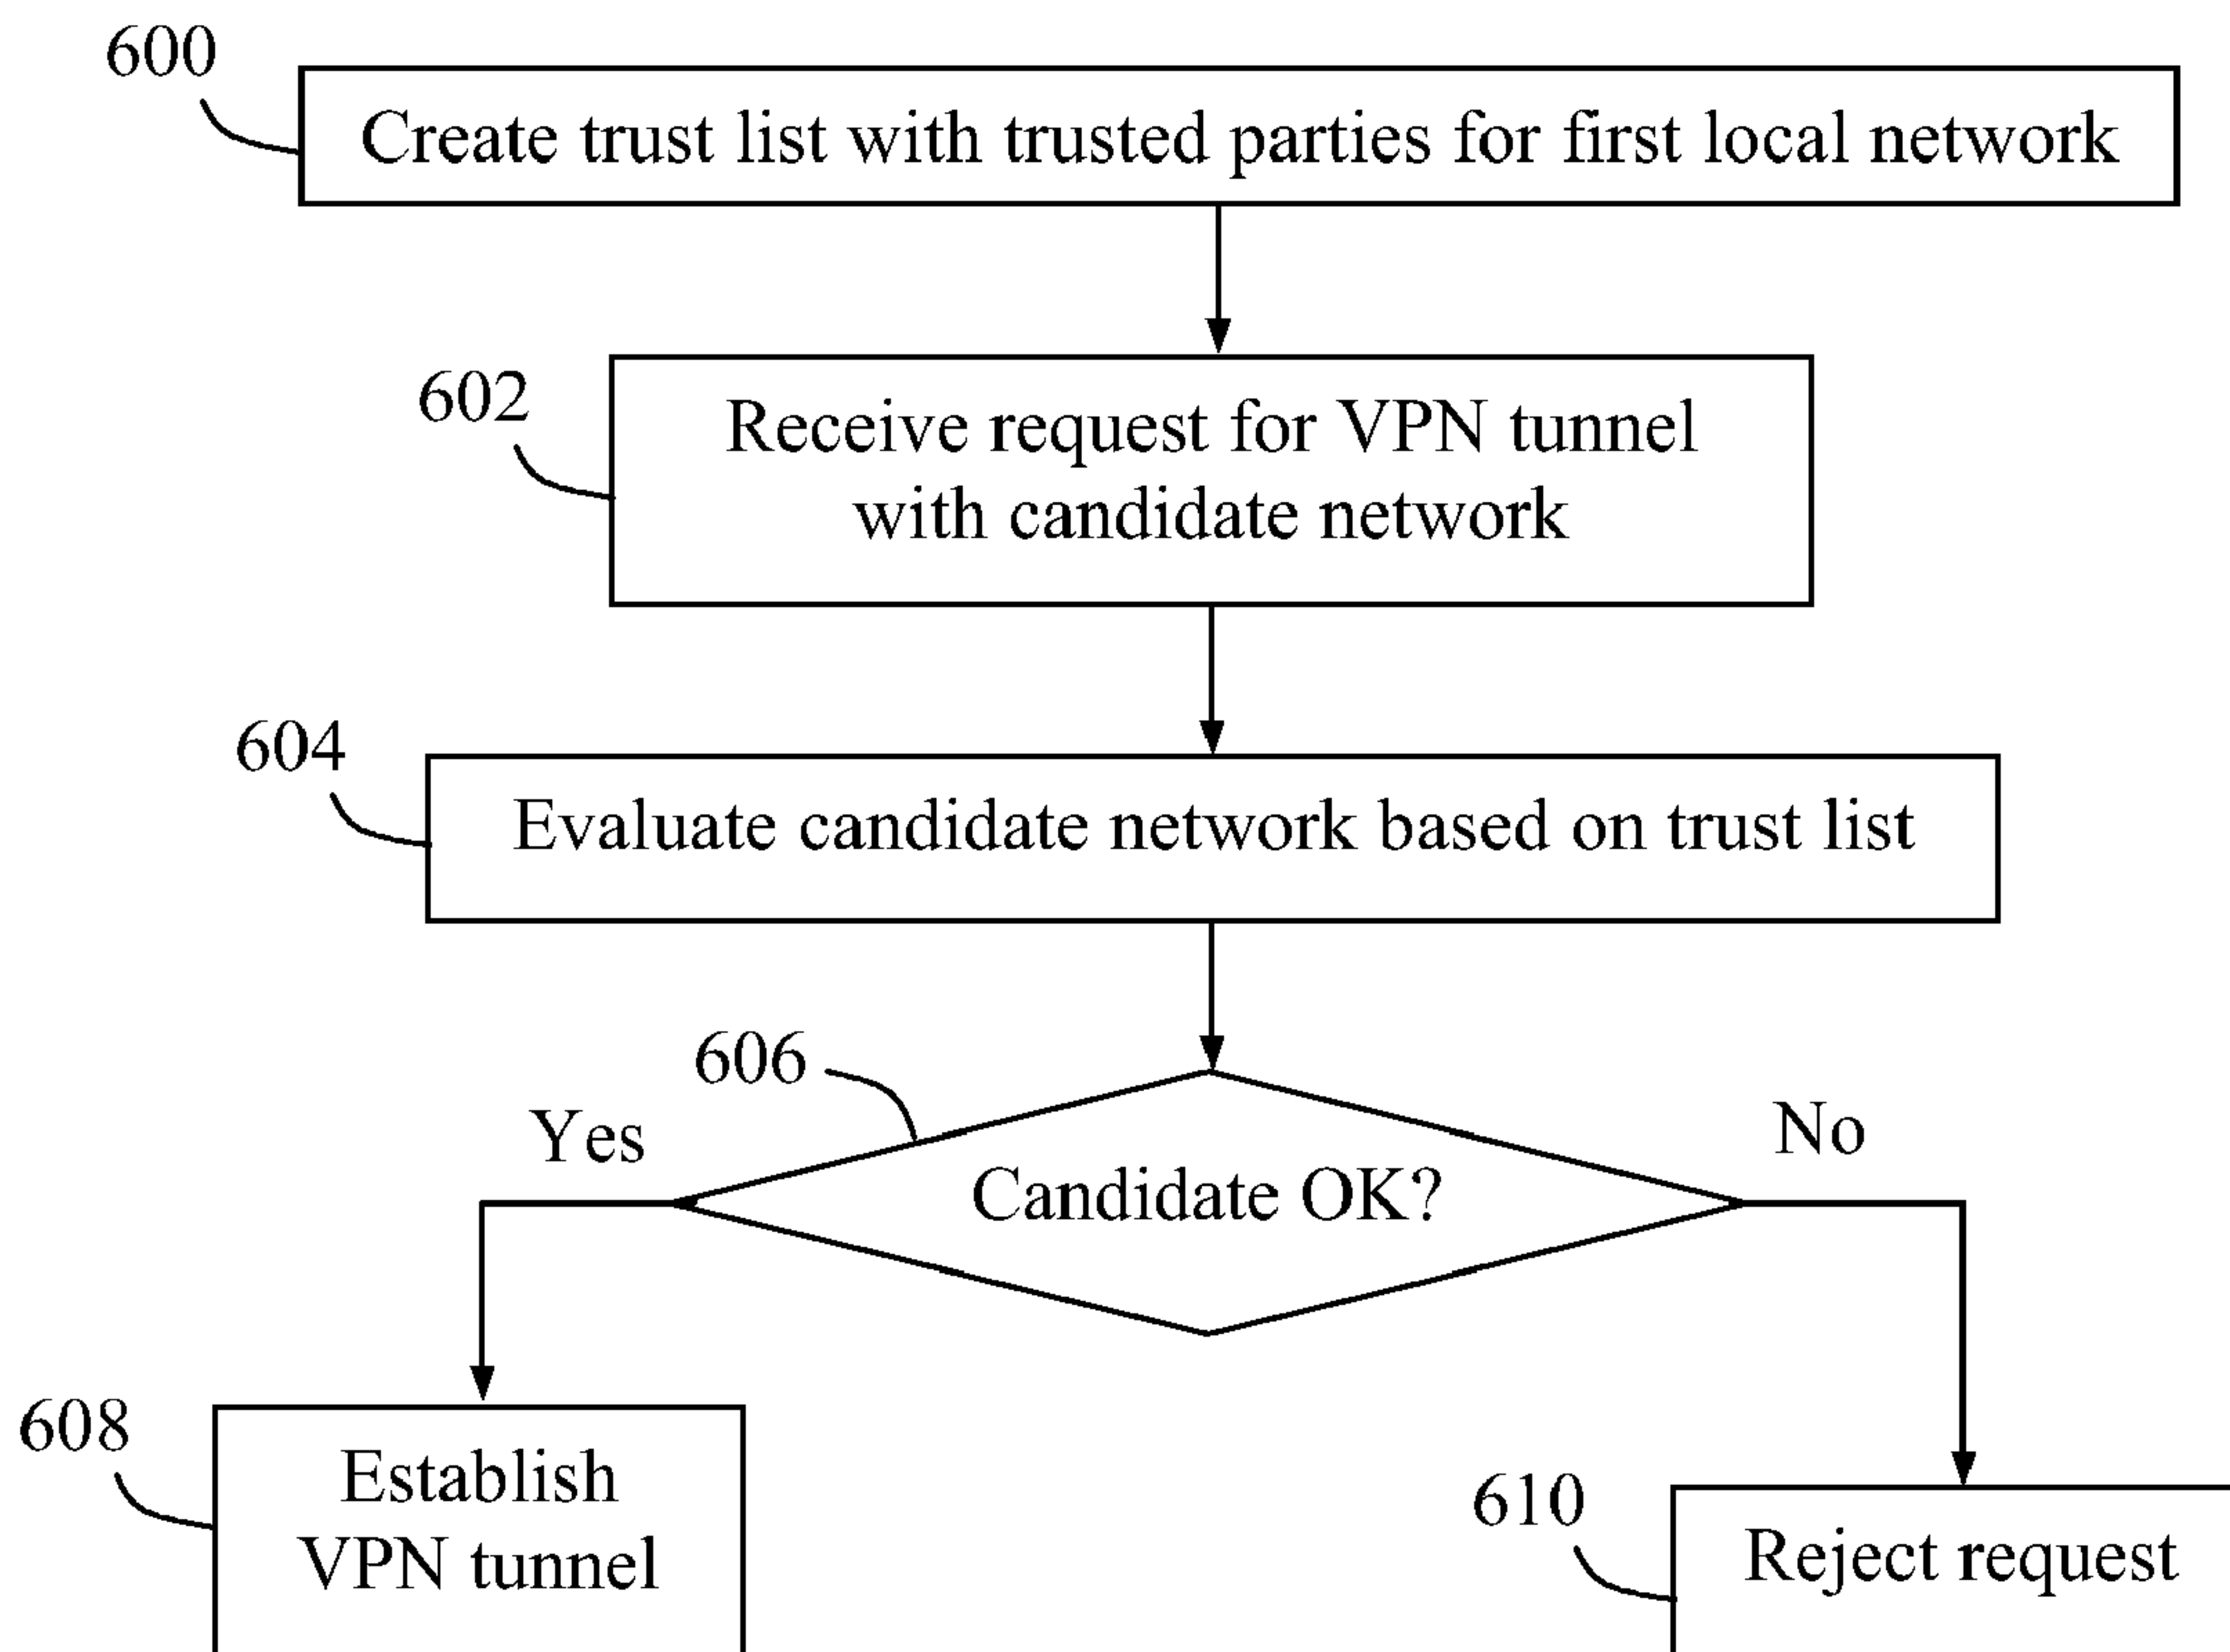 600
Create trust list with trusted parties for first local network
602
Receive request for VPN tunnel
with candidate network
604
Evaluate candidate network based on trust list
606
Yes
No
Candidate OK?
608
Establish
VPN tunnel
610
Reject request